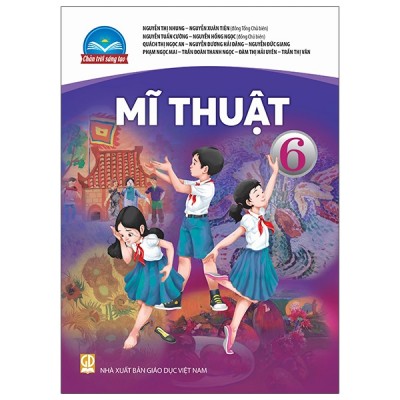 NGUYỄN THỊ NHUNG – NGUYỄN XUÂN TIÊN (đồng Tổng Chủ biên)
NGUYỄN TUẤN CƯỜNG – NGUYỄN HỒNG NGỌC (đồng Chủ biên)
QUÁCH THỊ NGỌC AN – NGUYỄN DƯƠNG HẢI ĐĂNG – NGUYỄN ĐỨC GIANG
PHẠM NGỌC MAI – TRẦN ĐOÀN THANH NGỌC – ĐÀM THỊ HẢI UYÊN – TRẦN THỊ VÂN
Chân trời sáng tạo
MĨ THUẬT
6
NHÀ XUẤT BẢN GIÁO DỤC VIỆT NAM